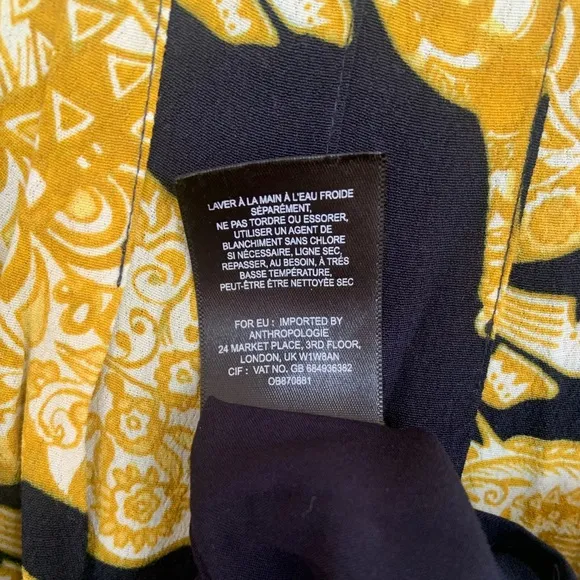 LAVER À LA MAIN À L'EAU FROIDE
SÉPARÉMENT,
NE PAS TORDRE OU ESSORER,
UTILISER UN AGENT DE
BLANCHIMENT SANS CHLORE
SI NÉCESSAIRE, LIGNE SEC,
REPASSER, AU BESOIN, À TRÉS
BASSE TEMPÉRATURE,
PEUT-ÊTRE ÊTRE NETTOYÉE SEC
FOR EU : IMPORTED BY
ANTHROPOLOGIE
24 MARKET PLACE, 3RD FLOOR,
LONDON, UK W1W8AN
CIF : VAT NO. GB 684936382
OB870881